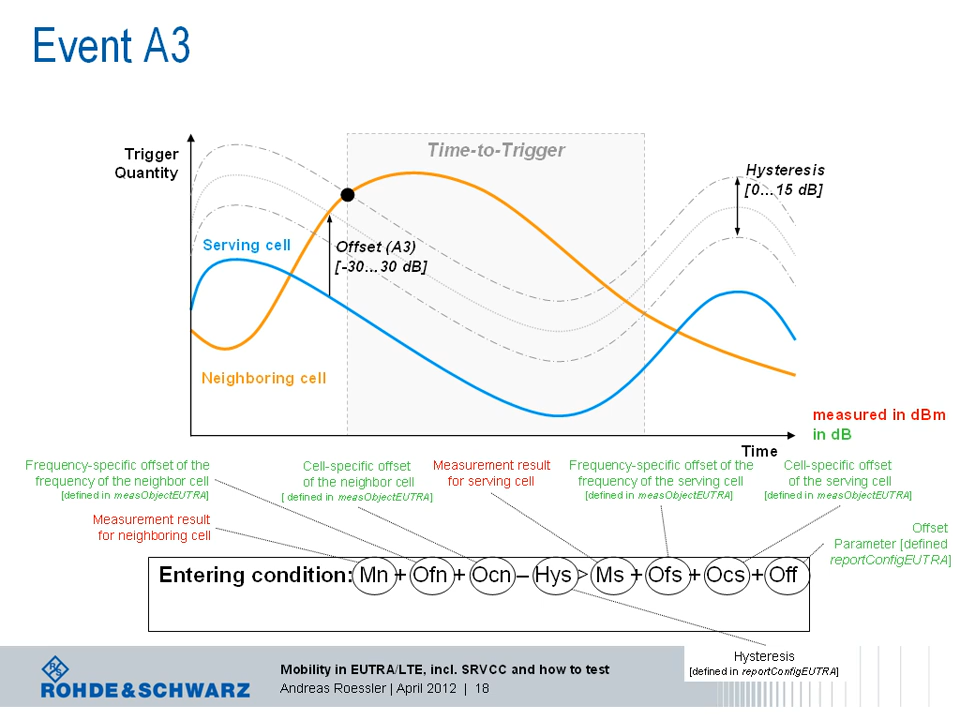 Event A3
Trigger
Quantity
Time-to-Trigger
Hysteresis
[0...15 dB]
Serving cell
Offset (A3)
[-30...30 dB]
Neighboring cell
measured in dBm
in dB
Time
Frequency-specific offset of the
frequency of the neighbor cell
[defined in measObjectEUTRA]
Cell-specific offset
of the neighbor cell
[ defined in measObjectEUTRA]
Measurement result
for serving cell
Frequency-specific offset of the
frequency of the serving cell
[defined in measObjectEUTRA]
Cell-specific offset
of the serving cell
[defined in measObjectEUTRA]
Measurement result
for neighboring cell
Offset
Parameter [defined
reportConfigEUTRA]
Entering condition: Mn + Ofn + Ocn – Hys > Ms + Ofs + Ocs + Off
Hysteresis
[defined in reportConfigEUTRA]
R S
ROHDE & SCHWARZ
Mobility in EUTRA/LTE, incl. SRVCC and how to test
Andreas Roessler | April 2012 | 18